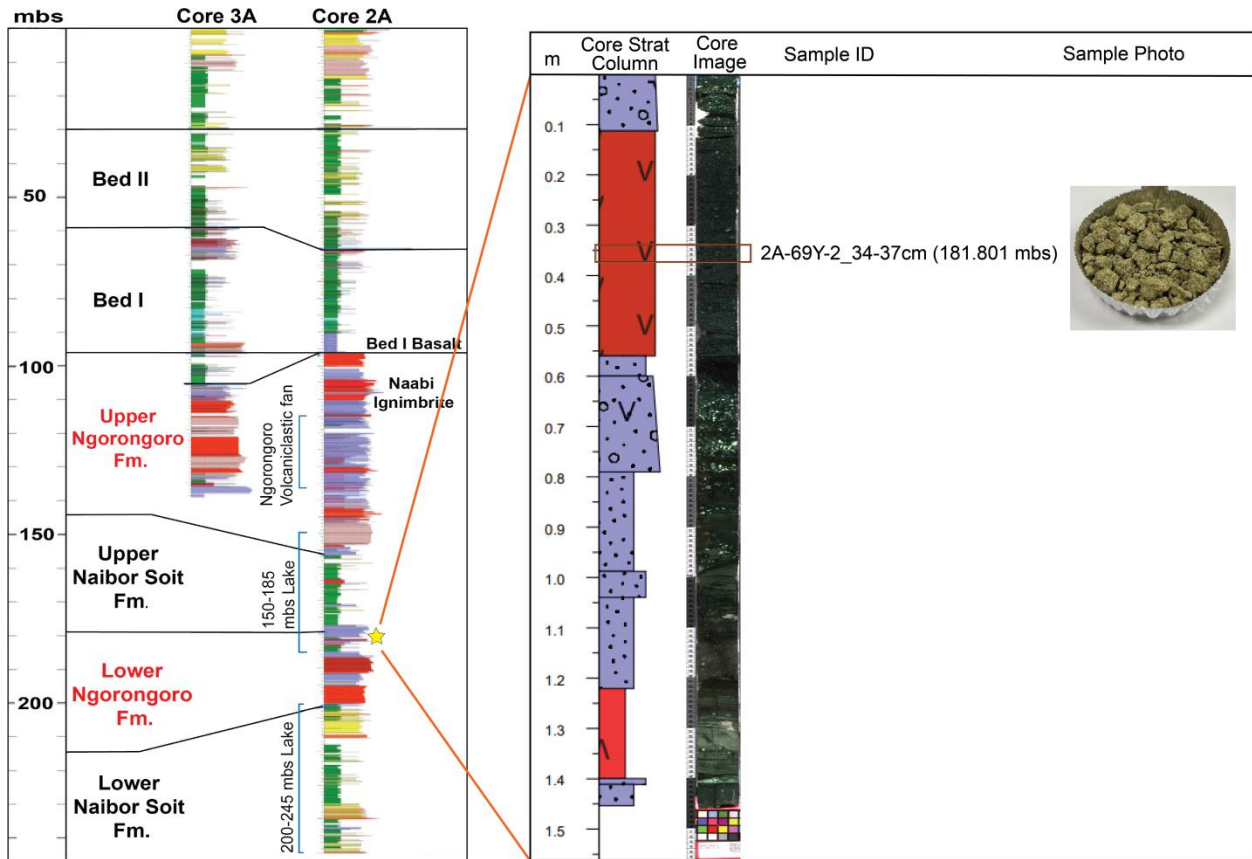 mbs
Core 3A
Core 2A
50
100
150
200
Bed II
Bed I
Bed I Basalt
Naabi
Ignimbrite
Upper
Ngorongoro
Fm.
Ngorongoro
Volcaniclastic fan
Upper
Naibor Soit
Fm.
150-185
mbs Lake
Lower
Ngorongoro
Fm.
Lower
Naibor Soit
Fm.
200-245 mbs Lake
m
Core Strat
Column
Core
Image
Sample ID
Sample Photo
0.1
0.2
0.3
0.4
0.5
0.6
0.7
0.8
0.9
1.0
1.1
1.2
1.3
1.4
1.5
V
V
V
V
2A-69Y-2_34-37cm (181.801 mbs)